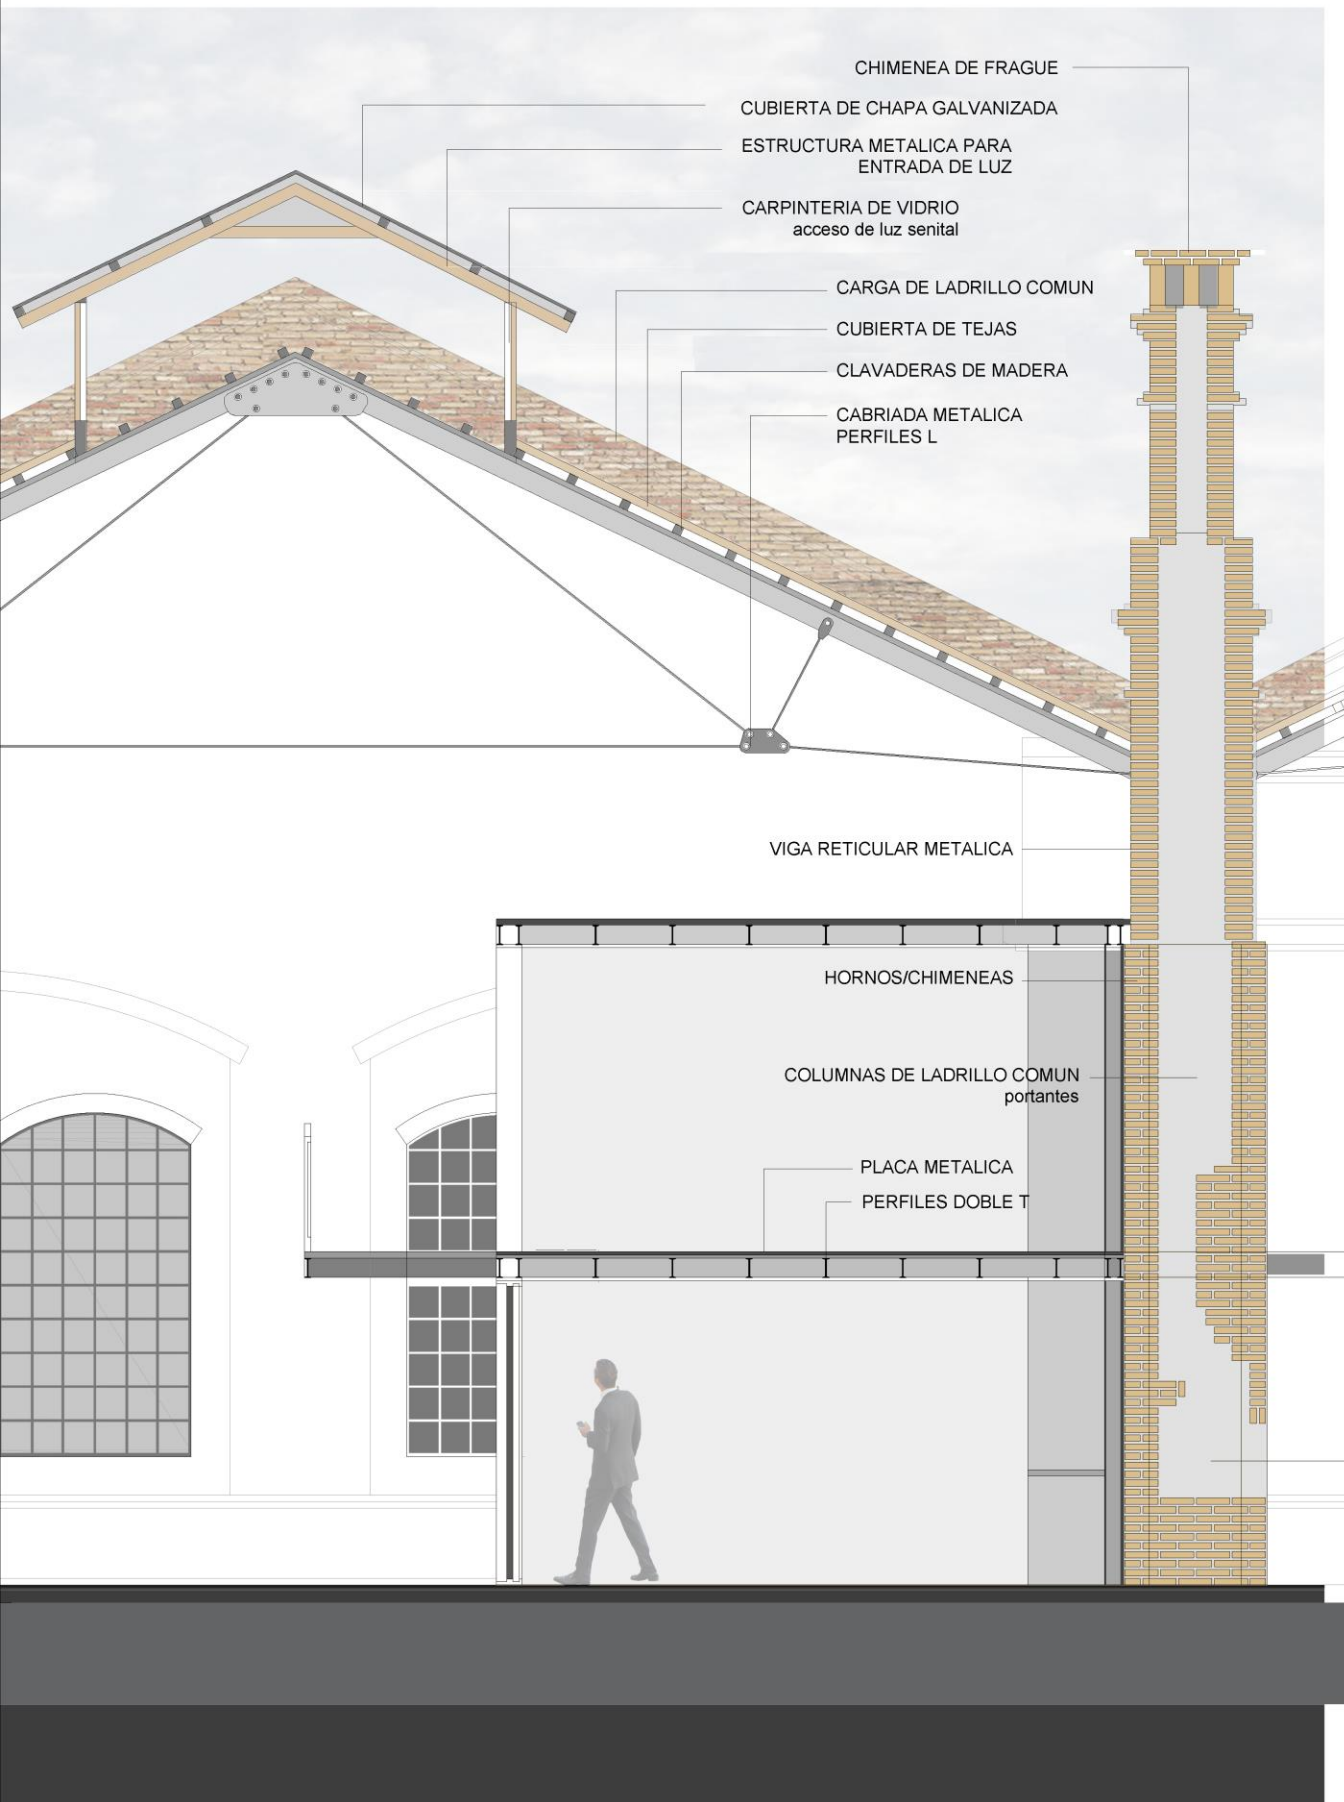 CHIMENEA DE FRAGUE
CUBIERTA DE CHAPA GALVANIZADA
ESTRUCTURA METALICA PARA
ENTRADA DE LUZ
CARPINTERIA DE VIDRIO
acceso de luz senital
CARGA DE LADRILLO COMUN
CUBIERTA DE TEJAS
CLAVADERAS DE MADERA
CABRIADA METALICA
PERFILES L
VIGA RETICULAR METALICA
HORNOS/CHIMENEAS
COLUMNAS DE LADRILLO COMUN
portantes
PLACA METALICA
PERFILES DOBLE T